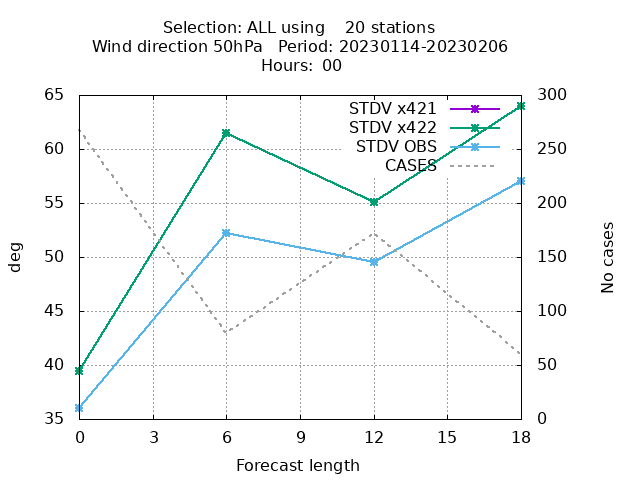 Selection: ALL using    20 stations
Wind direction 50hPa   Period: 20230114-20230206
Hours: 00
65
60
55
50
45
40
35
300
250
200
150
100
50
0
STDV x421
STDV x422
STDV OBS
CASES
deg
No cases
0 3 6 9 12 15 18
Forecast length